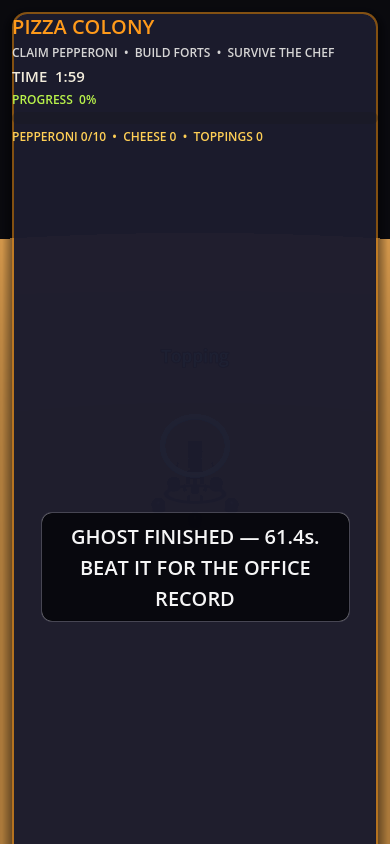 PIZZA COLONY
CLAIM PEPPERONI • BUILD FORTS • SURVIVE THE CHEF
TIME 1:59
PROGRESS 0%
PEPPERONI 0/10 • CHEESE 0 • TOPPINGS 0
GHOST FINISHED — 61.4s.
BEAT IT FOR THE OFFICE
RECORD